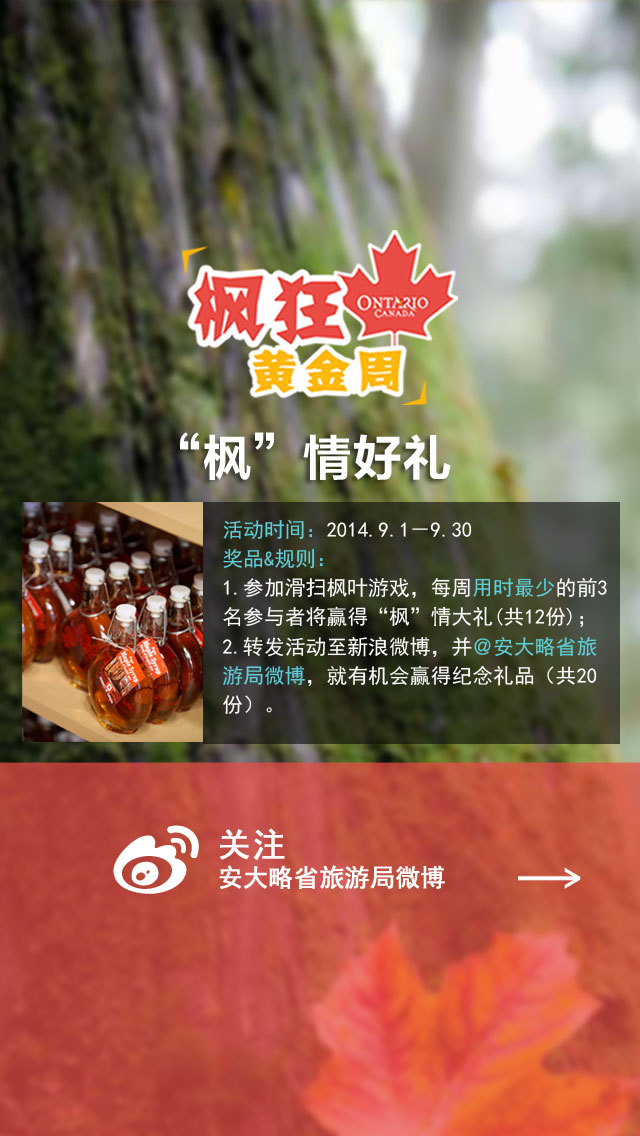 枫狂
ONTARIO
CANADA
黄金周
“枫”情好礼
活动时间：2014.9.1－9.30
奖品&规则：
1.参加滑扫枫叶游戏，每周用时最少的前3
名参与者将赢得“枫”情大礼(共12份)；
2.转发活动至新浪微博，并@安大略省旅
游局微博，就有机会赢得纪念礼品（共20
份）。
关注
安大略省旅游局微博